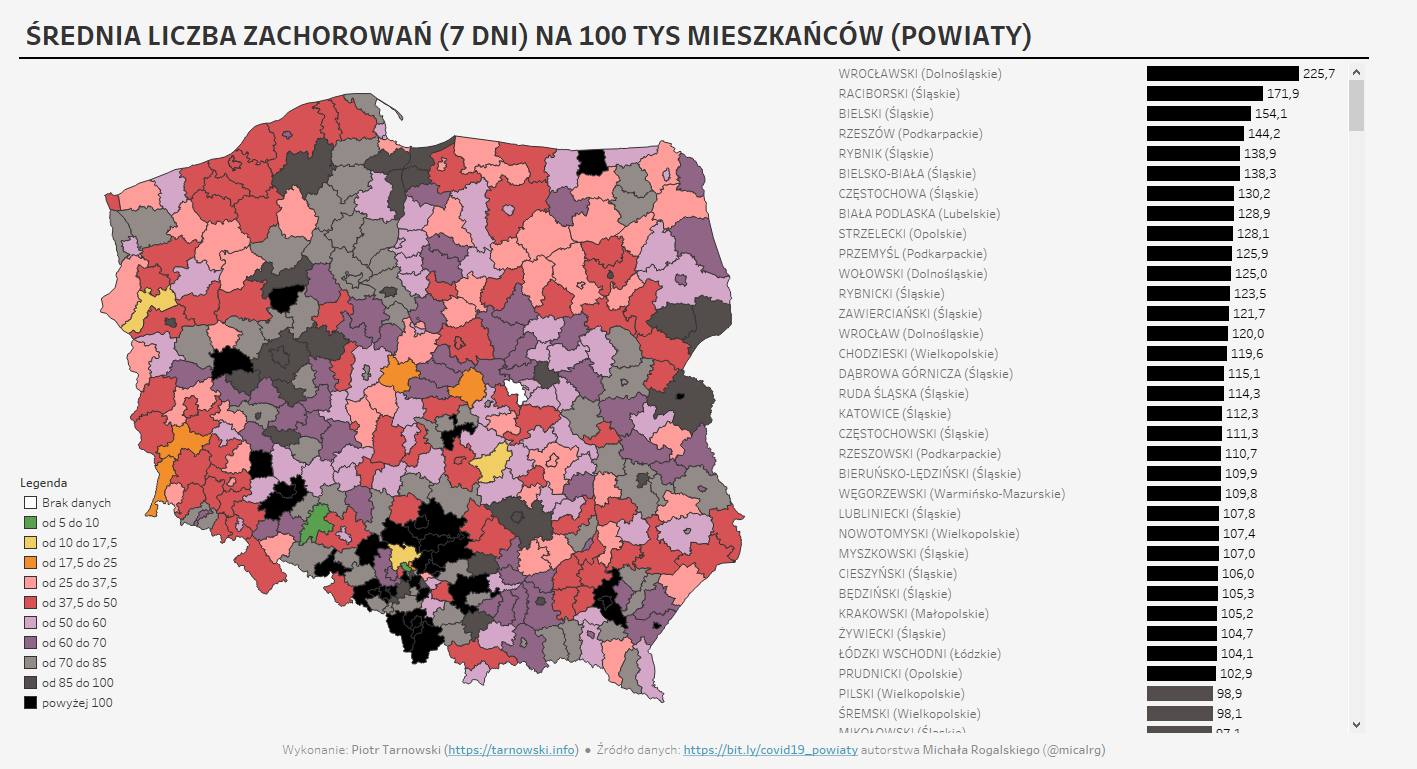 ŚREDNIA LICZBA ZACHOROWAŃ (7 DNI) NA 100 TYS MIESZKAŃCÓW (POWIATY)
WROCŁAWSKI (Dolnośląskie) 225,7
RACIBORSKI (Śląskie) 171,9
BIELSKI (Śląskie) 154,1
RZESZÓW (Podkarpackie) 144,2
RYBNIK (Śląskie) 138,9
BIELSKO-BIAŁA (Śląskie) 138,3
CZĘSTOCHOWA (Śląskie) 130,2
BIAŁA PODLASKA (Lubelskie) 128,9
STRZELECKI (Opolskie) 128,1
PRZEMYŚL (Podkarpackie) 125,9
WOŁOWSKI (Dolnośląskie) 125,0
RYBNICKI (Śląskie) 123,5
ZAWIERCIAŃSKI (Śląskie) 121,7
WROCŁAW (Dolnośląskie) 120,0
CHODZIESKI (Wielkopolskie) 119,6
DĄBROWA GÓRNICZA (Śląskie) 115,1
RUDA ŚLĄSKA (Śląskie) 114,3
KATOWICE (Śląskie) 112,3
CZĘSTOCHOWSKI (Śląskie) 111,3
RZESZOWSKI (Podkarpackie) 110,7
BIERUŃSKO-LĘDZIŃSKI (Śląskie) 109,9
WĘGORZEWSKI (Warmińsko-Mazurskie) 109,8
LUBLINIECKI (Śląskie) 107,8
NOWOTOMYSKI (Wielkopolskie) 107,4
MYSZKOWSKI (Śląskie) 107,0
CIESZYŃSKI (Śląskie) 106,0
BĘDZIŃSKI (Śląskie) 105,3
KRAKOWSKI (Małopolskie) 105,2
ŻYWIECKI (Śląskie) 104,7
ŁÓDZKI WSCHODNI (Łódzkie) 104,1
PRUDNICKI (Opolskie) 102,9
PILSKI (Wielkopolskie) 98,9
ŚREMSKI (Wielkopolskie) 98,1
MIKOŁOWSKI (Śląskie) 97,1
Legenda
Brak danych
od 5 do 10
od 10 do 17,5
od 17,5 do 25
od 25 do 37,5
od 37,5 do 50
od 50 do 60
od 60 do 70
od 70 do 85
od 85 do 100
powyżej 100
Wykonanie: Piotr Tarnowski (https://tarnowski.info) ● Źródło danych: https://bit.ly/covid19_powiaty autorstwa Michała Rogalskiego (@micalrg)